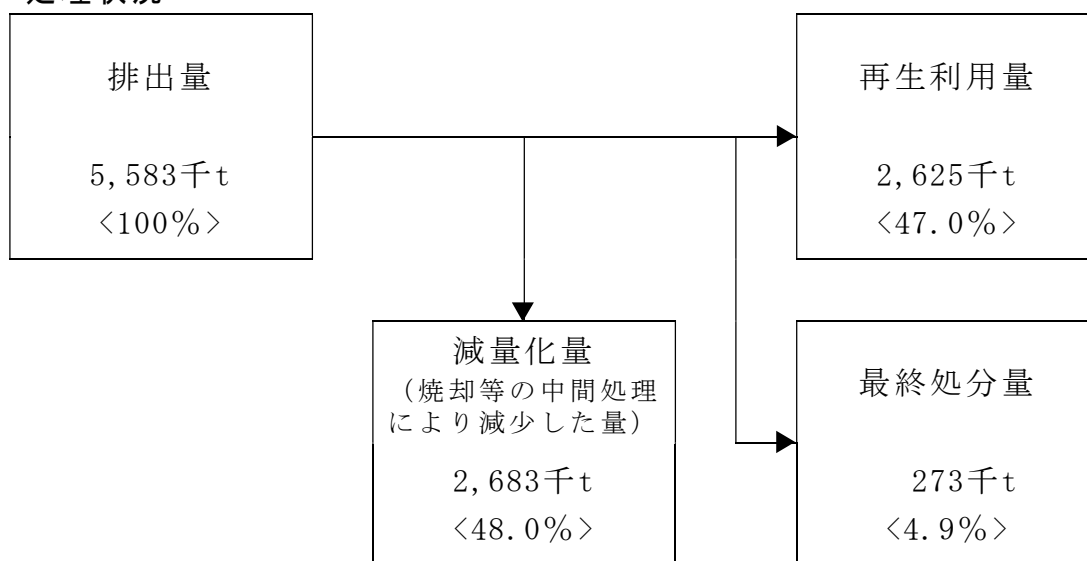 処理状況
排出量
5,583千t
<100%>
再生利用量
2,625千t
<47.0%>
減量化量
（焼却等の中間処理
により減少した量）
2,683千t
<48.0%>
最終処分量
273千t
<4.9%>